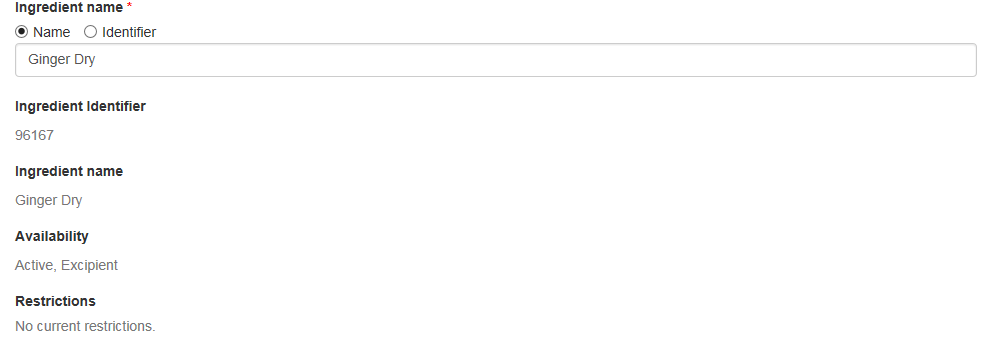 Ingredient name *
Name Identifier
Ginger Dry
Ingredient Identifier
96167
Ingredient name
Ginger Dry
Availability
Active, Excipient
Restrictions
No current restrictions.